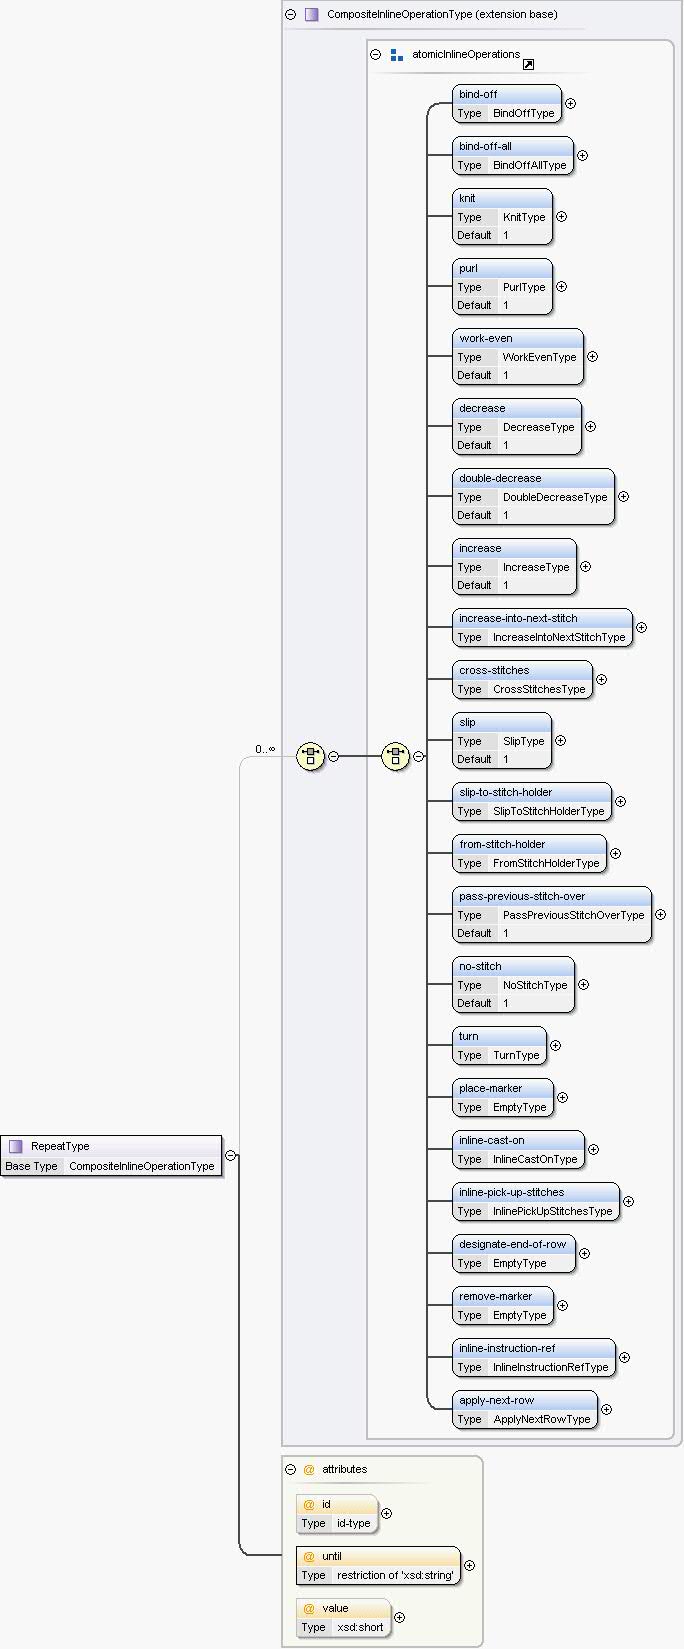 CompositeInlineOperationType (extension base)
atomicInlineOperations
bind-off
Type BindOffType
bind-off-all
Type BindOffAllType
knit
Type KnitType
Default 1
purl
Type PurlType
Default 1
work-even
Type WorkEvenType
Default 1
decrease
Type DecreaseType
Default 1
double-decrease
Type DoubleDecreaseType
Default 1
increase
Type IncreaseType
Default 1
increase-into-next-stitch
Type IncreaseIntoNextStitchType
cross-stitches
Type CrossStitchesType
slip
Type SlipType
Default 1
0..∞
slip-to-stitch-holder
Type SlipToStitchHolderType
from-stitch-holder
Type FromStitchHolderType
pass-previous-stitch-over
Type PassPreviousStitchOverType
Default 1
no-stitch
Type NoStitchType
Default 1
turn
Type TurnType
place-marker
Type EmptyType
inline-cast-on
Type InlineCastOnType
RepeatType
Base Type CompositeInlineOperationType
inline-pick-up-stitches
Type InlinePickUpStitchesType
designate-end-of-row
Type EmptyType
remove-marker
Type EmptyType
inline-instruction-ref
Type InlineInstructionRefType
apply-next-row
Type ApplyNextRowType
@ attributes
@ id
Type id-type
@ until
Type restriction of 'xsd:string'
@ value
Type xsd:short